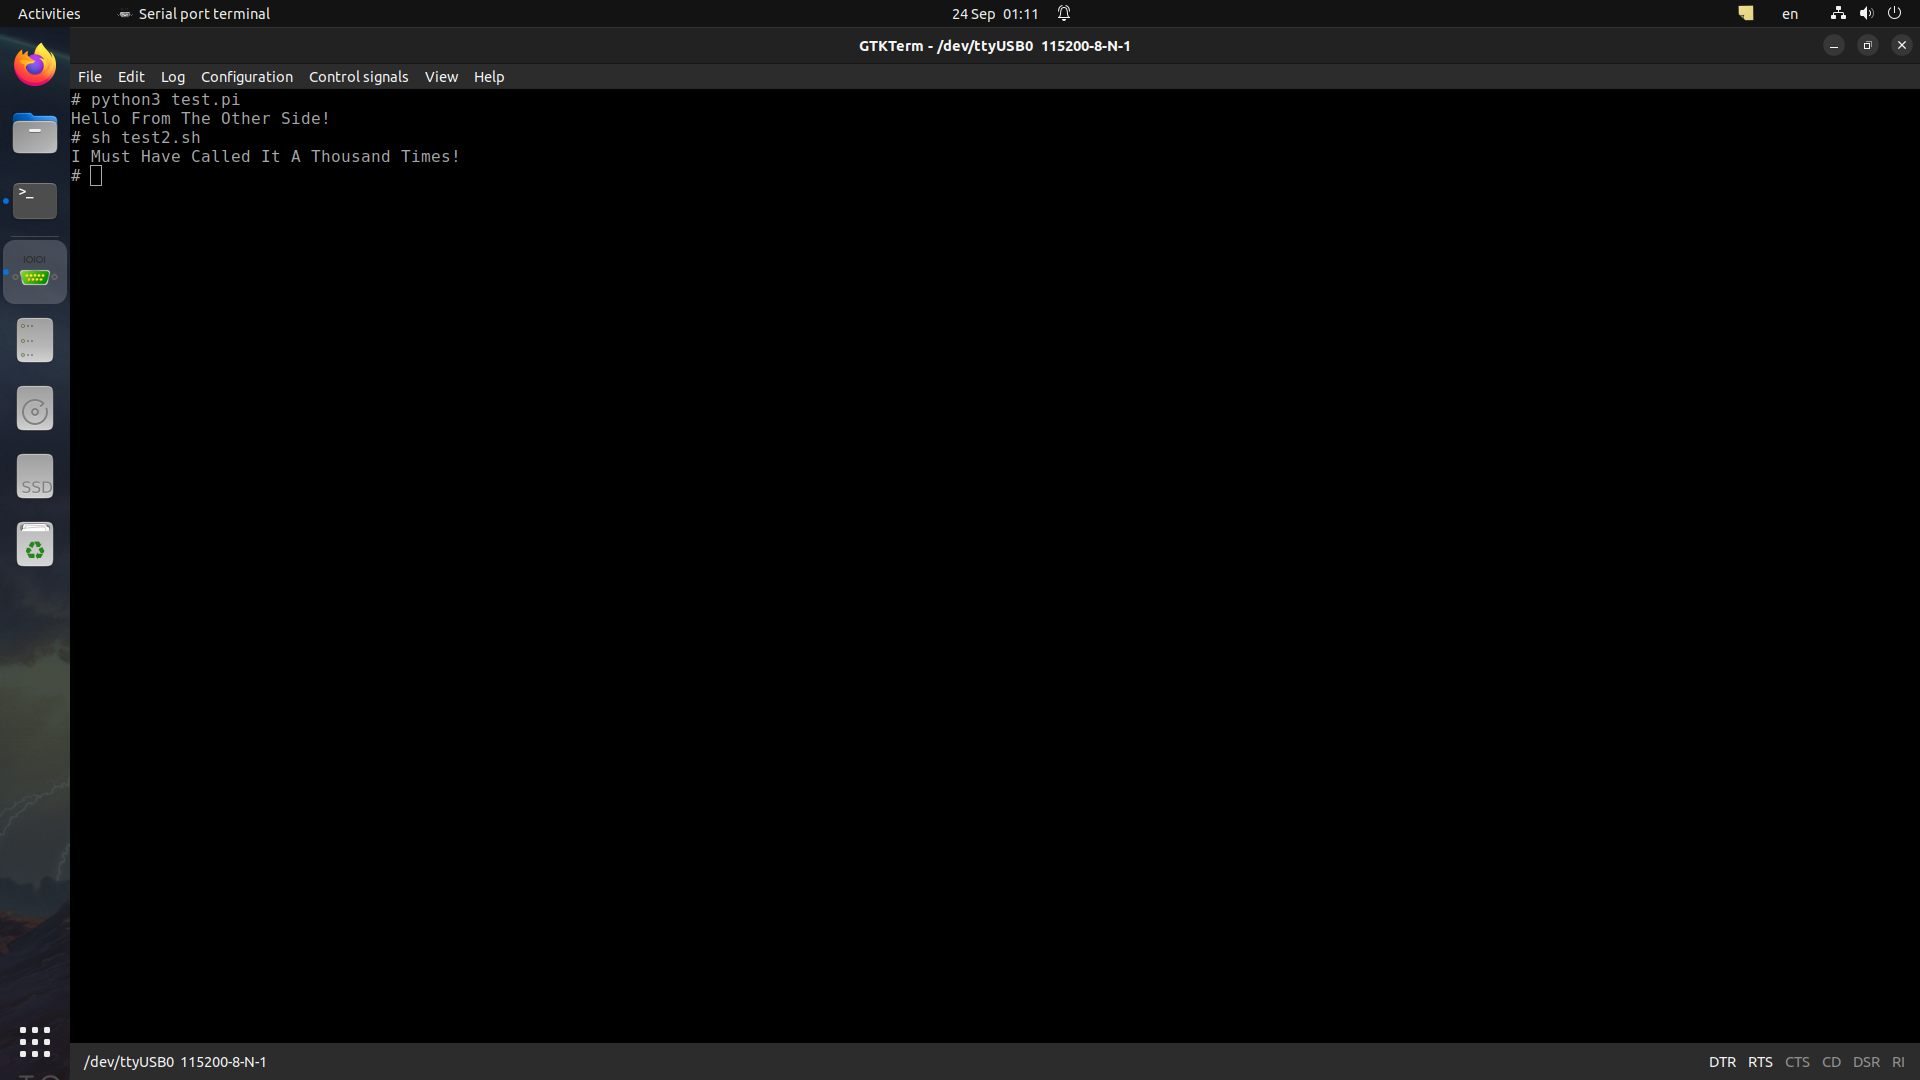 Activities
Serial port terminal
24 Sep 01:11
en
GTKTerm - /dev/ttyUSB0 115200-8-N-1
File Edit Log Configuration Control signals View Help
# python3 test.pi
Hello From The Other Side!
# sh test2.sh
I Must Have Called It A Thousand Times!
#
>_
IOIOI
SSD
/dev/ttyUSB0 115200-8-N-1
DTR RTS CTS CD DSR RI